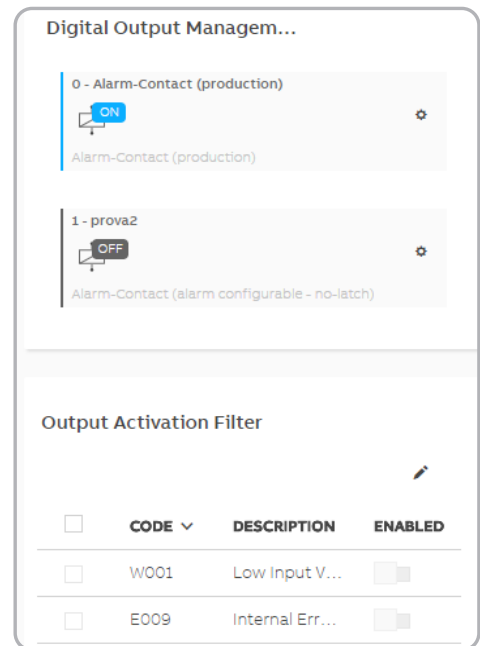 Digital Output Managem...
0 - Alarm-Contact (production)
ON
Alarm-Contact (production)
1 - prova2
OFF
Alarm-Contact (alarm configurable - no-latch)
Output Activation Filter
CODE DESCRIPTION ENABLED
W001 Low Input V...
E009 Internal Err...